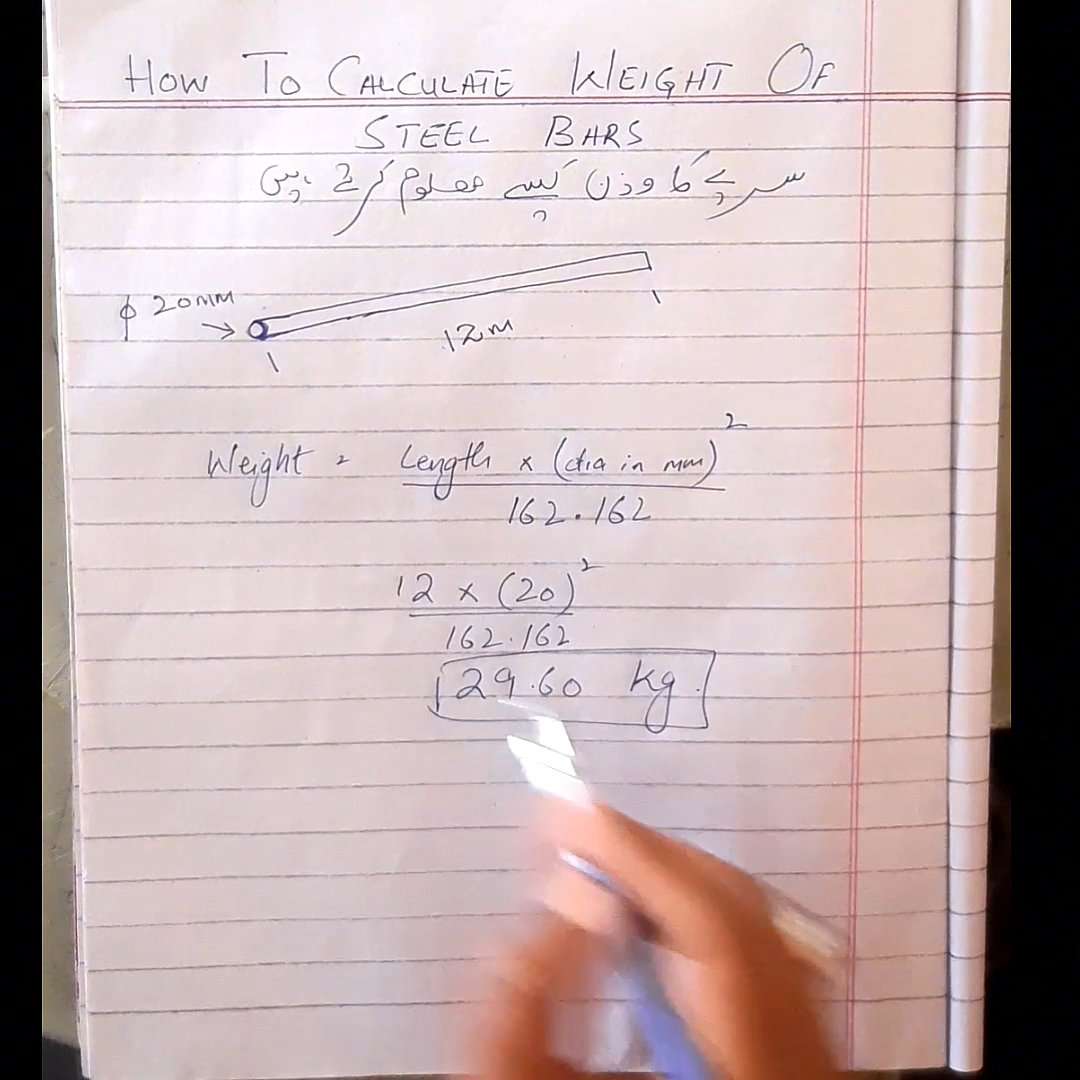 HOW TO CALCULATE WEIGHT OF
STEEL BARS
سریے کا وزن کیسے معلوم کرتے ہیں
ϕ 20mm
12m
Weight = Length × (dia in mm)²
162.162
12 × (20)²
162.162
29.60 kg.